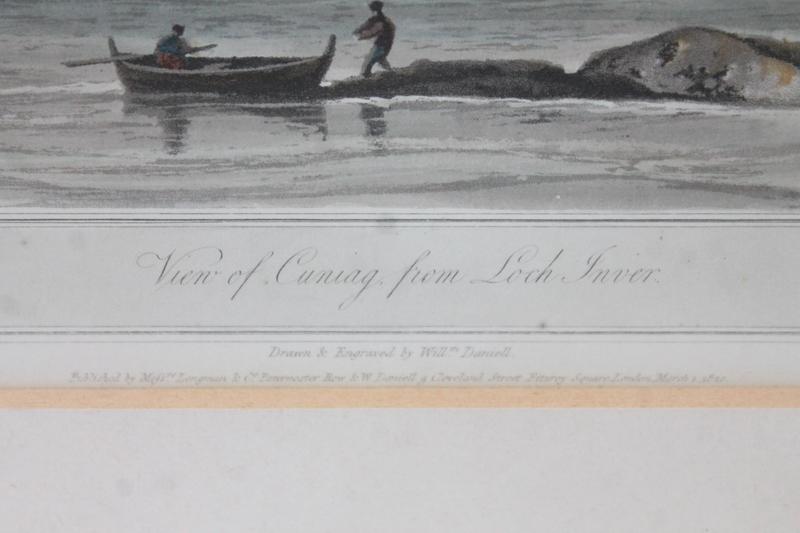 View of Cuniag, from Loch Inver.
Drawn & Engraved by Willm. Daniell.
Published by Messrs. Longman & Co. Paternoster Row & W. Daniell 9 Cleveland Street Fitzroy Square London, March 1. 1820.